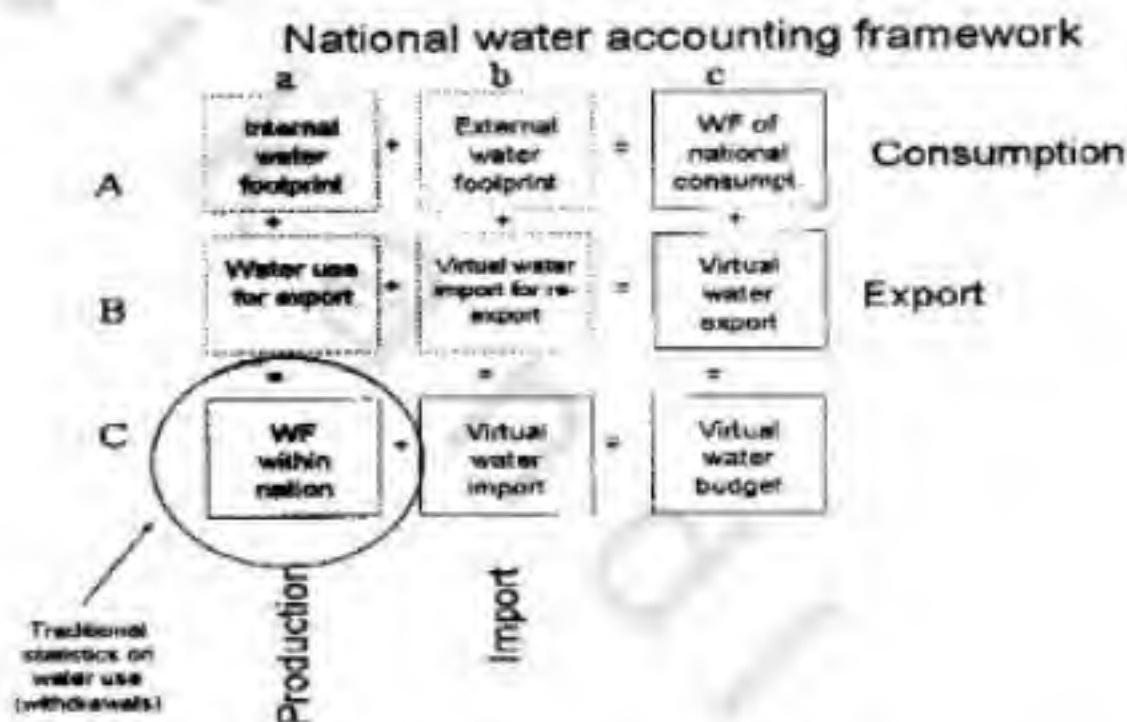 National water accounting framework
a b c
Internal
water
footprint
+
External
water
footprint
=
WF of
national
consumpt.
Consumption
A
+ + +
Water use
for export
+
Virtual water
import for re-
export
=
Virtual
water
export
Export
B
= = =
C
WF
within
nation
+
Virtual
water
import
=
Virtual
water
budget
Traditional
statistics on
water use
(withdrawals)
Production
Import